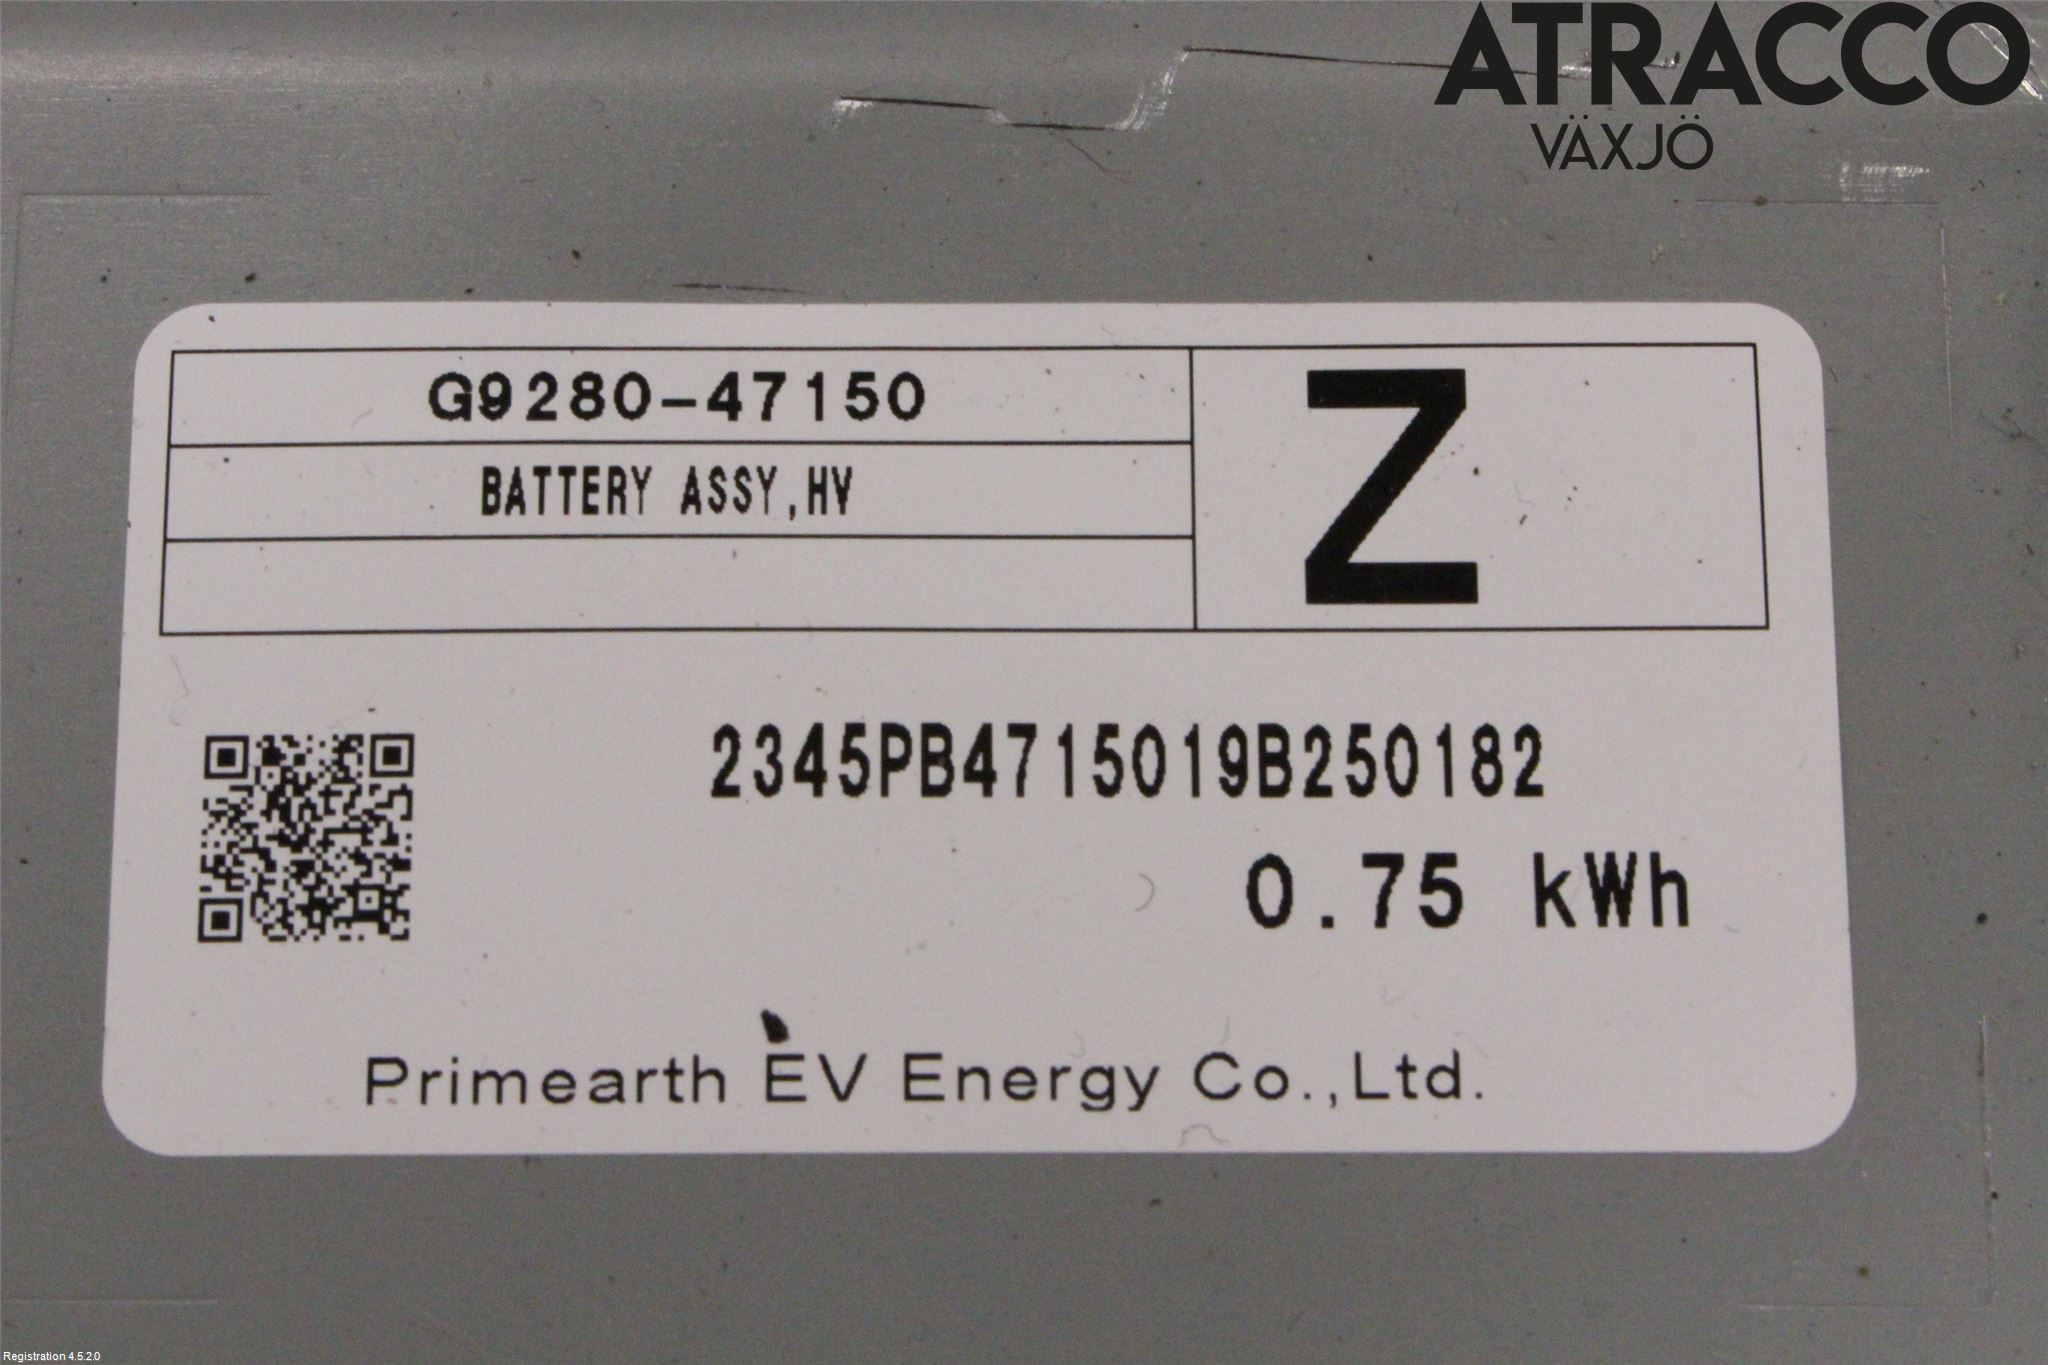 ATRACCO
VÄXJÖ
G9280-47150
Z
BATTERY ASSY,HV
2345PB4715019B250182
0.75 kWh
Primearth EV Energy Co.,Ltd.
Registration 4.5.2.0